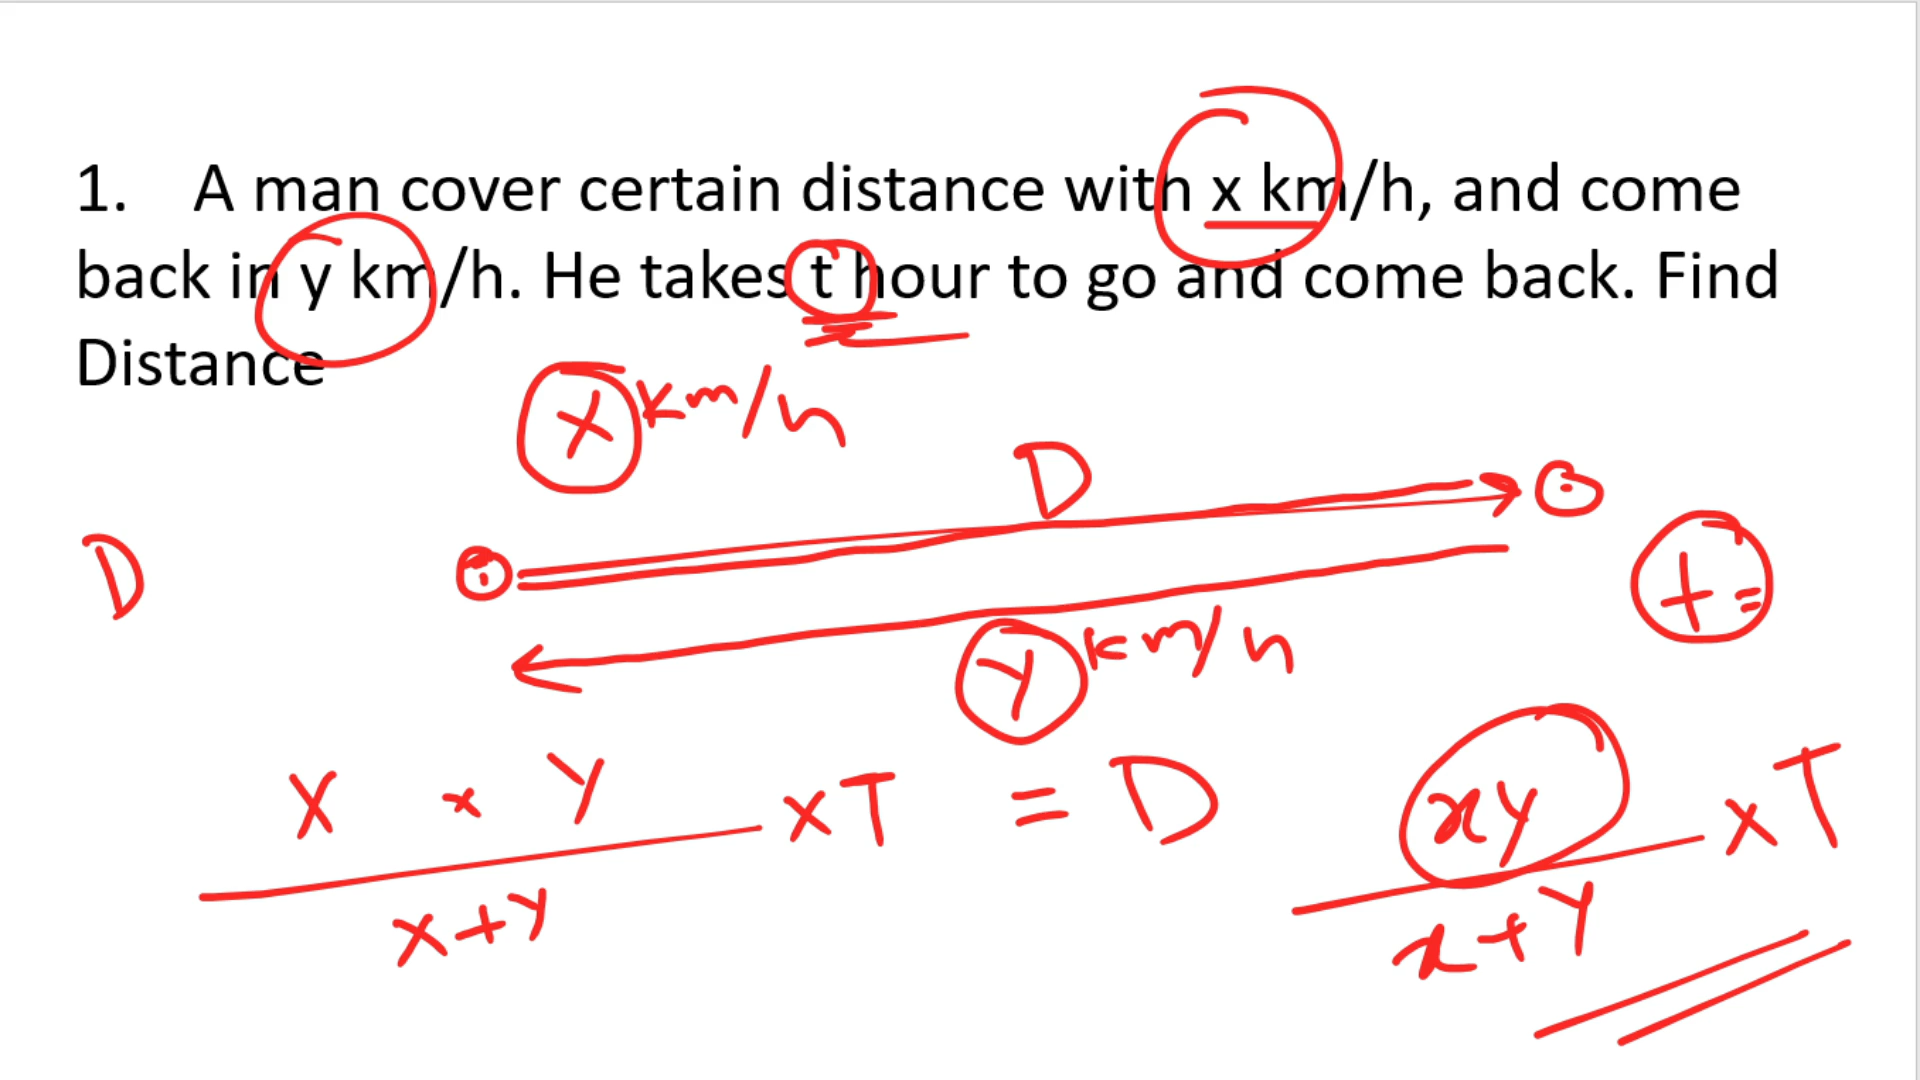 1. A man cover certain distance with x km/h, and come
back in y km/h. He takes t hour to go and come back. Find
Distance
X km/h
D
D
t =
y km/h
X × Y × T = D
X+Y
xy × T
x+y